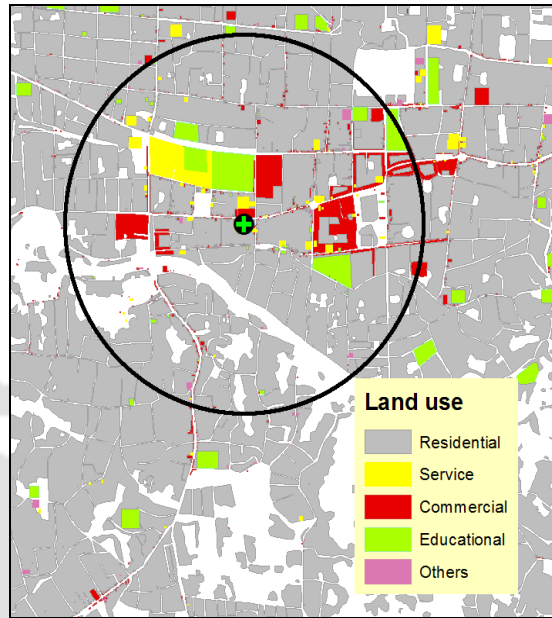 Land use
Residential
Service
Commercial
Educational
Others